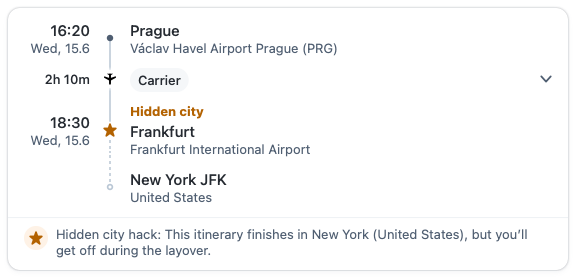 16:20 Prague
Wed, 15.6 Václav Havel Airport Prague (PRG)
2h 10m Carrier
Hidden city
18:30 Frankfurt
Wed, 15.6 Frankfurt International Airport
New York JFK
United States
Hidden city hack: This itinerary finishes in New York (United States), but you’ll
get off during the layover.